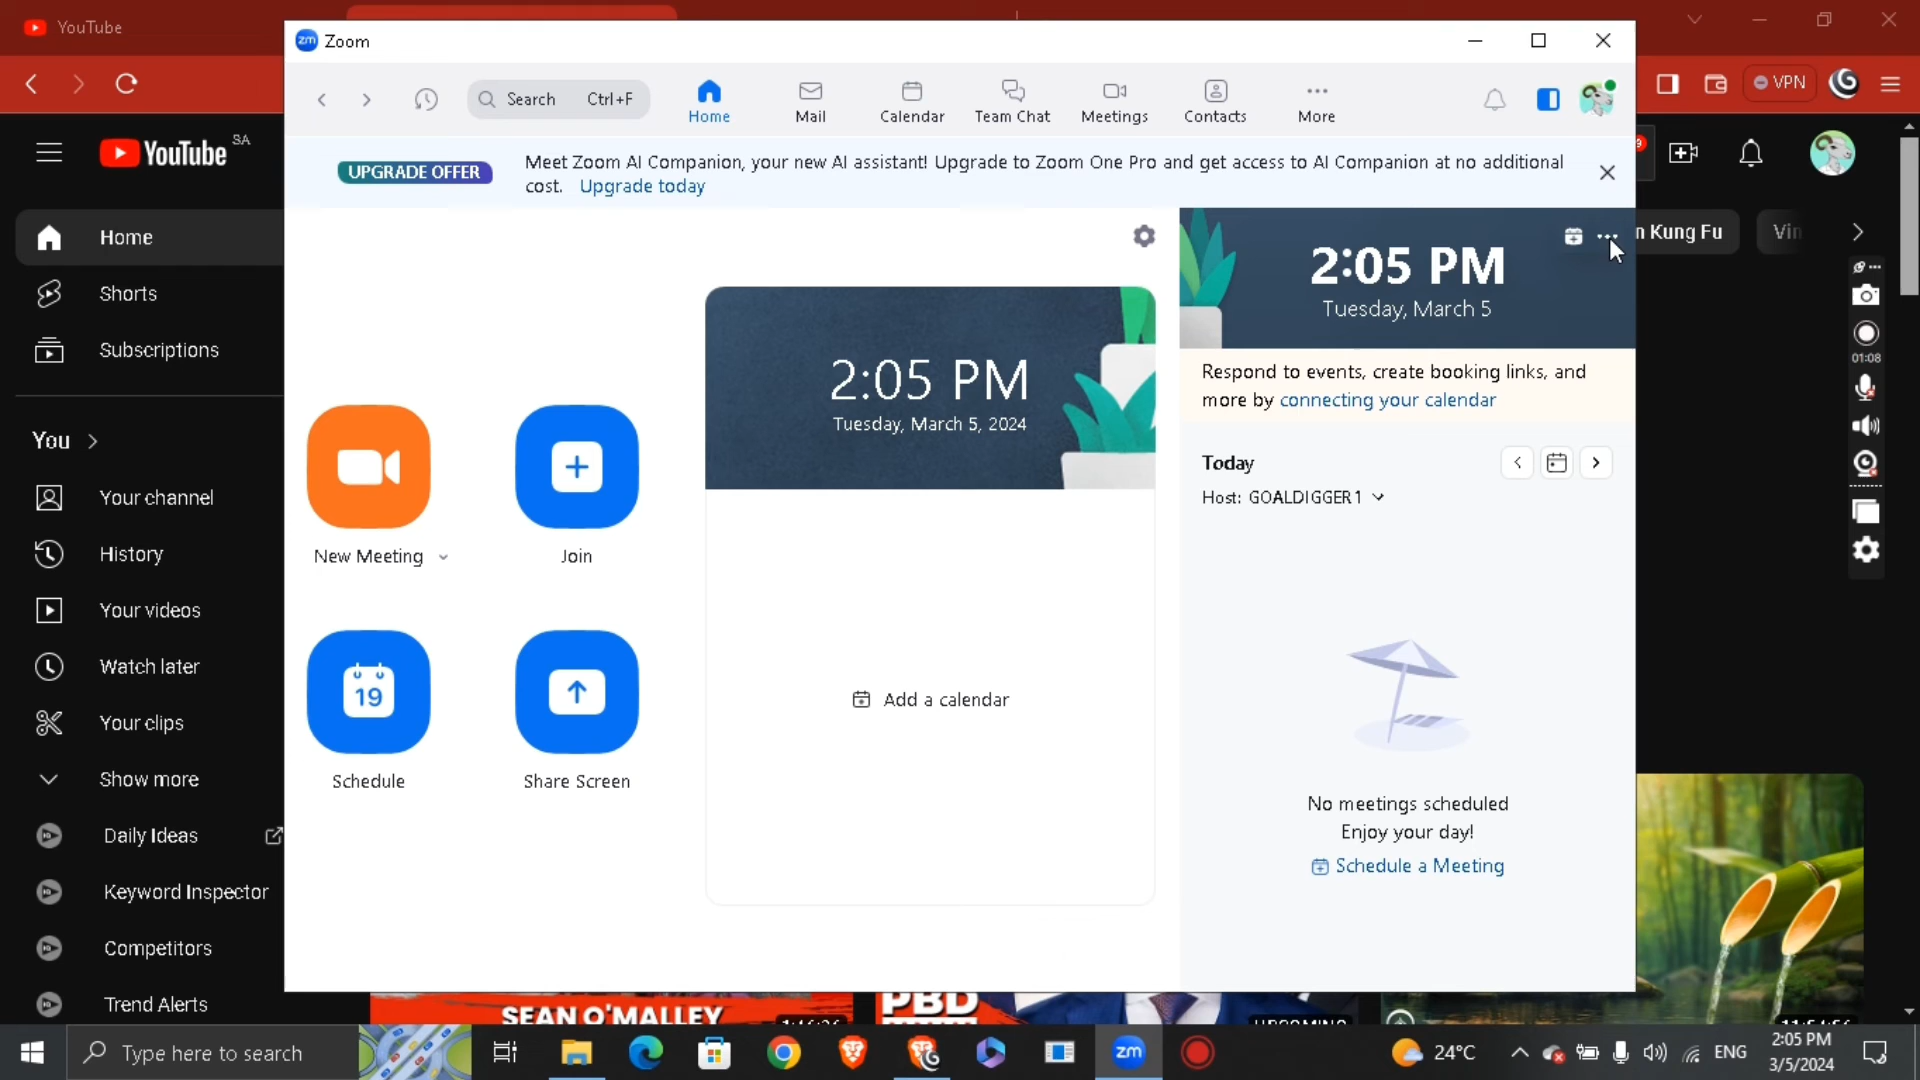 YouTube
zm Zoom
Search Ctrl+F
Home
Mail
Calendar
Team Chat
Meetings
Contacts
More
VPN
UPGRADE OFFER
Meet Zoom AI Companion, your new AI assistant! Upgrade to Zoom One Pro and get access to AI Companion at no additional
cost. Upgrade today
YouTube SA
Home
Shorts
Subscriptions
You
Your channel
History
Your videos
Watch later
Your clips
Show more
Daily Ideas
Keyword Inspector
Competitors
Trend Alerts
New Meeting
Join
19
Schedule
Share Screen
2:05 PM
Tuesday, March 5, 2024
Add a calendar
2:05 PM
Tuesday, March 5
Respond to events, create booking links, and
more by connecting your calendar
Today
Host: GOALDIGGER1
No meetings scheduled
Enjoy your day!
Schedule a Meeting
n Kung Fu
Vin
9
01:08
SEAN O'MALLEY
PBD
UPCOMING
Type here to search
zm
24°C
ENG
2:05 PM
3/5/2024